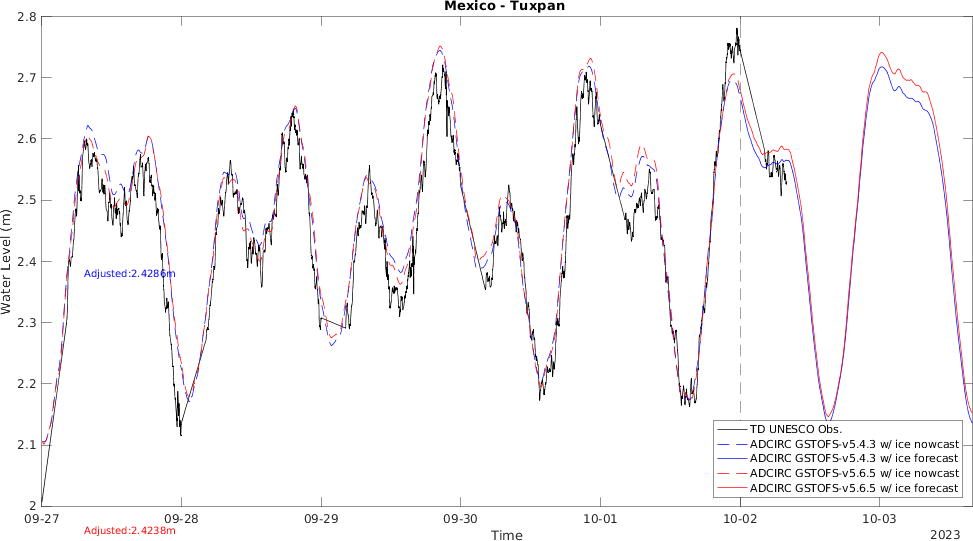 Mexico - Tuxpan
2.8
2.7
2.6
2.5
2.4
2.3
2.2
2.1
2
Water Level (m)
Adjusted:2.4286m
TD UNESCO Obs.
ADCIRC GSTOFS-v5.4.3 w/ ice nowcast
ADCIRC GSTOFS-v5.4.3 w/ ice forecast
ADCIRC GSTOFS-v5.6.5 w/ ice nowcast
ADCIRC GSTOFS-v5.6.5 w/ ice forecast
09-27 09-28 09-29 09-30 10-01 10-02 10-03
Adjusted:2.4238m
Time
2023